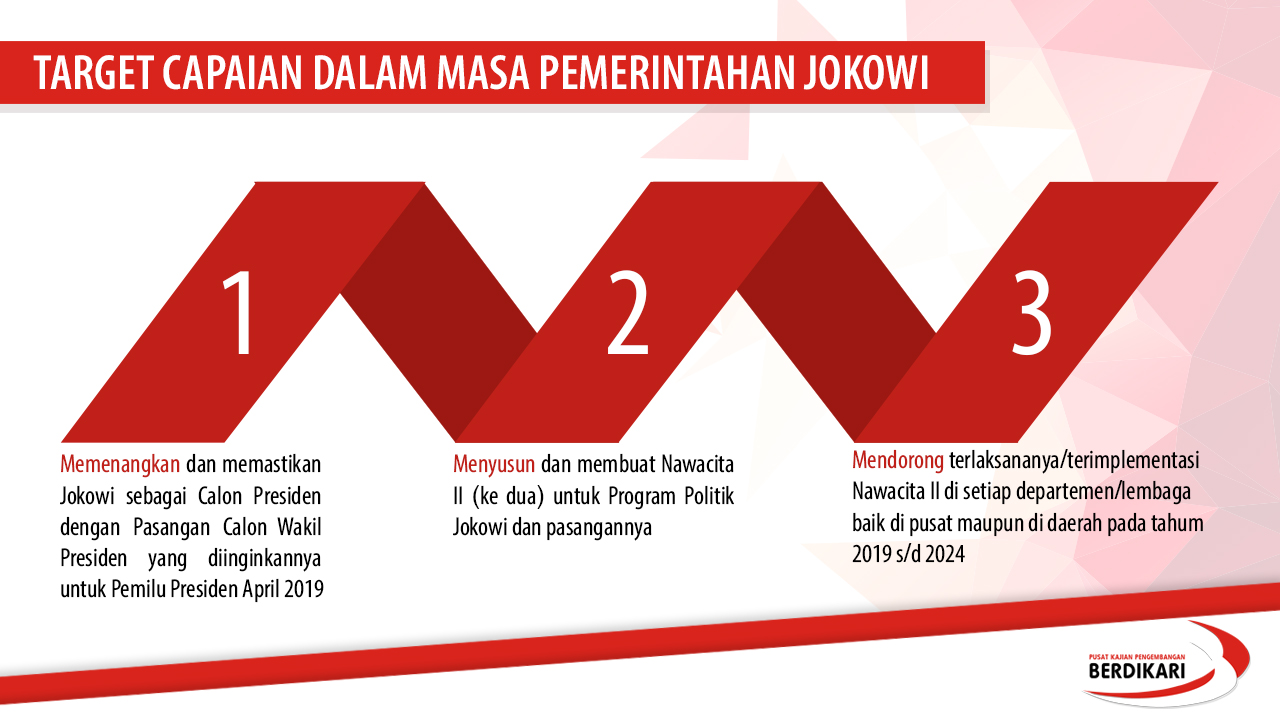 TARGET CAPAIAN DALAM MASA PEMERINTAHAN JOKOWI
1
2
3
Memenangkan dan memastikan
Jokowi sebagai Calon Presiden
dengan Pasangan Calon Wakil
Presiden yang diinginkannya
untuk Pemilu Presiden April 2019
Menyusun dan membuat Nawacita
II (ke dua) untuk Program Politik
Jokowi dan pasangannya
Mendorong terlaksananya/terimplementasi
Nawacita II di setiap departemen/lembaga
baik di pusat maupun di daerah pada tahum
2019 s/d 2024
PUSAT KAJIAN PENGEMBANGAN
BERDIKARI